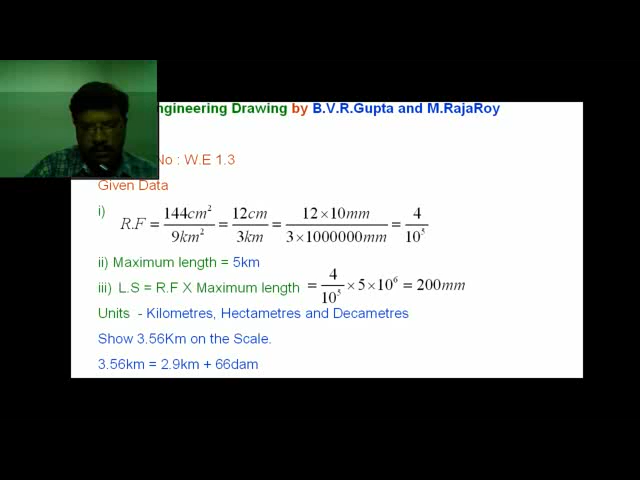 ngineering Drawing by B.V.R.Gupta and M.RajaRoy
No : W.E 1.3
Given Data
i) R.F = 144cm²/9km² = 12cm/3km = 12×10mm/3×1000000mm = 4/10⁵
ii) Maximum length = 5km
iii) L.S = R.F X Maximum length = 4/10⁵ × 5×10⁶ = 200mm
Units - Kilometres, Hectametres and Decametres
Show 3.56Km on the Scale.
3.56km = 2.9km + 66dam